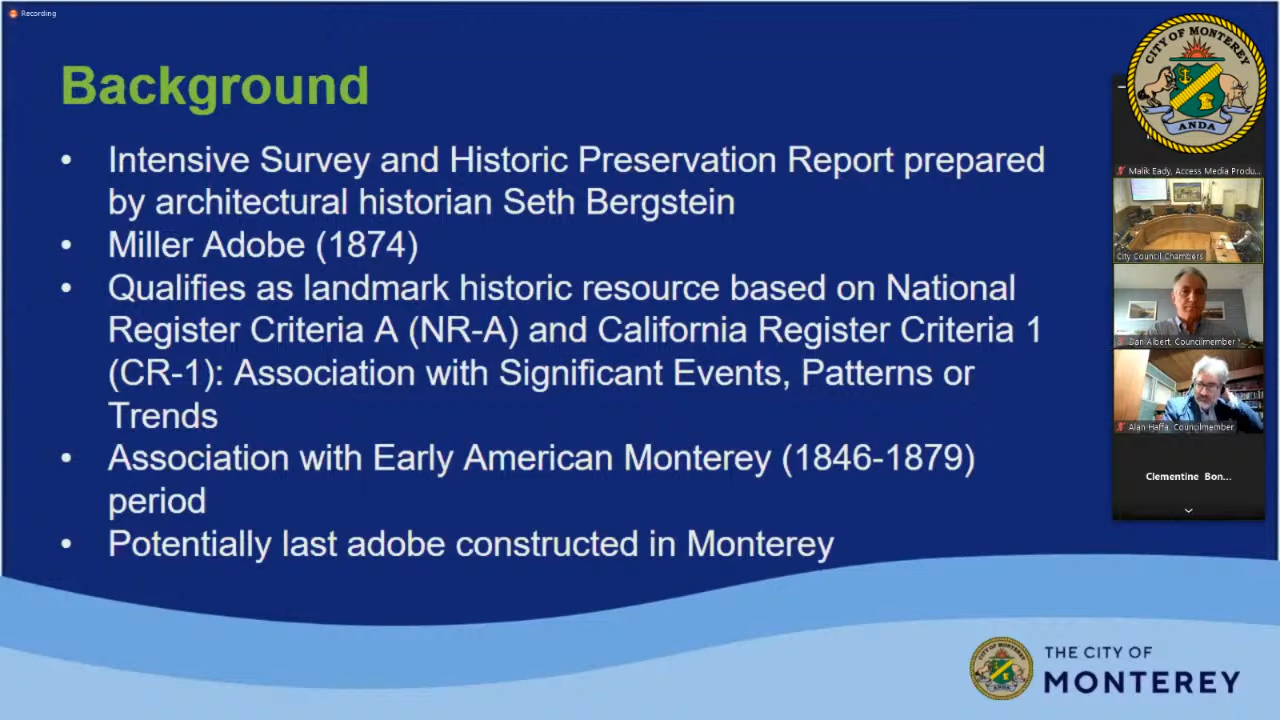 Recording
Background
• Intensive Survey and Historic Preservation Report prepared
by architectural historian Seth Bergstein
• Miller Adobe (1874)
• Qualifies as landmark historic resource based on National
Register Criteria A (NR-A) and California Register Criteria 1
(CR-1): Association with Significant Events, Patterns or
Trends
• Association with Early American Monterey (1846-1879)
period
• Potentially last adobe constructed in Monterey
CITY OF MONTEREY
ANDA
Malik Eady, Access Media Produ...
City Council Chambers
Dan Albert, Councilmember
Alan Haffa, Councilmember
Clementine Bon...
THE CITY OF
MONTEREY